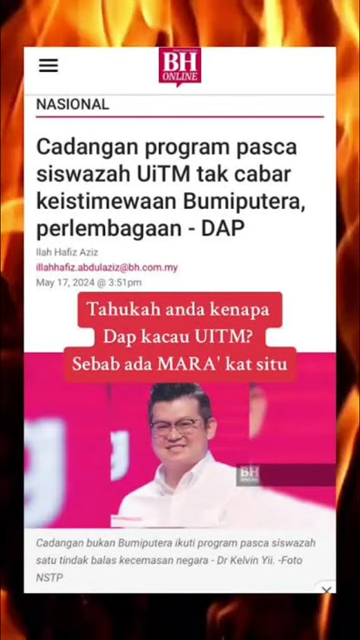 BH
ONLINE
NASIONAL
Cadangan program pasca
siswazah UiTM tak cabar
keistimewaan Bumiputera,
perlembagaan - DAP
Ilah Hafiz Aziz
illahhafiz.abdulaziz@bh.com.my
May 17, 2024 @ 3:51pm
Tahukah anda kenapa
Dap kacau UITM?
Sebab ada MARA' kat situ
BH
ONLINE
Cadangan bukan Bumiputera ikuti program pasca siswazah
satu tindak balas kecemasan negara - Dr Kelvin Yii. -Foto
NSTP